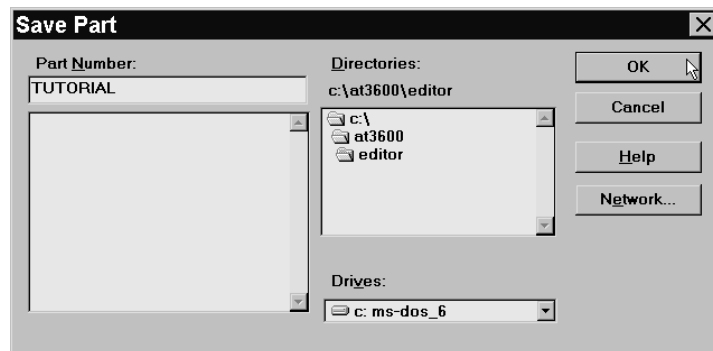 Save Part
Part Number:
TUTORIAL
Directories:
c:\at3600\editor
c:\
at3600
editor
Drives:
c: ms-dos_6
OK
Cancel
Help
Network...